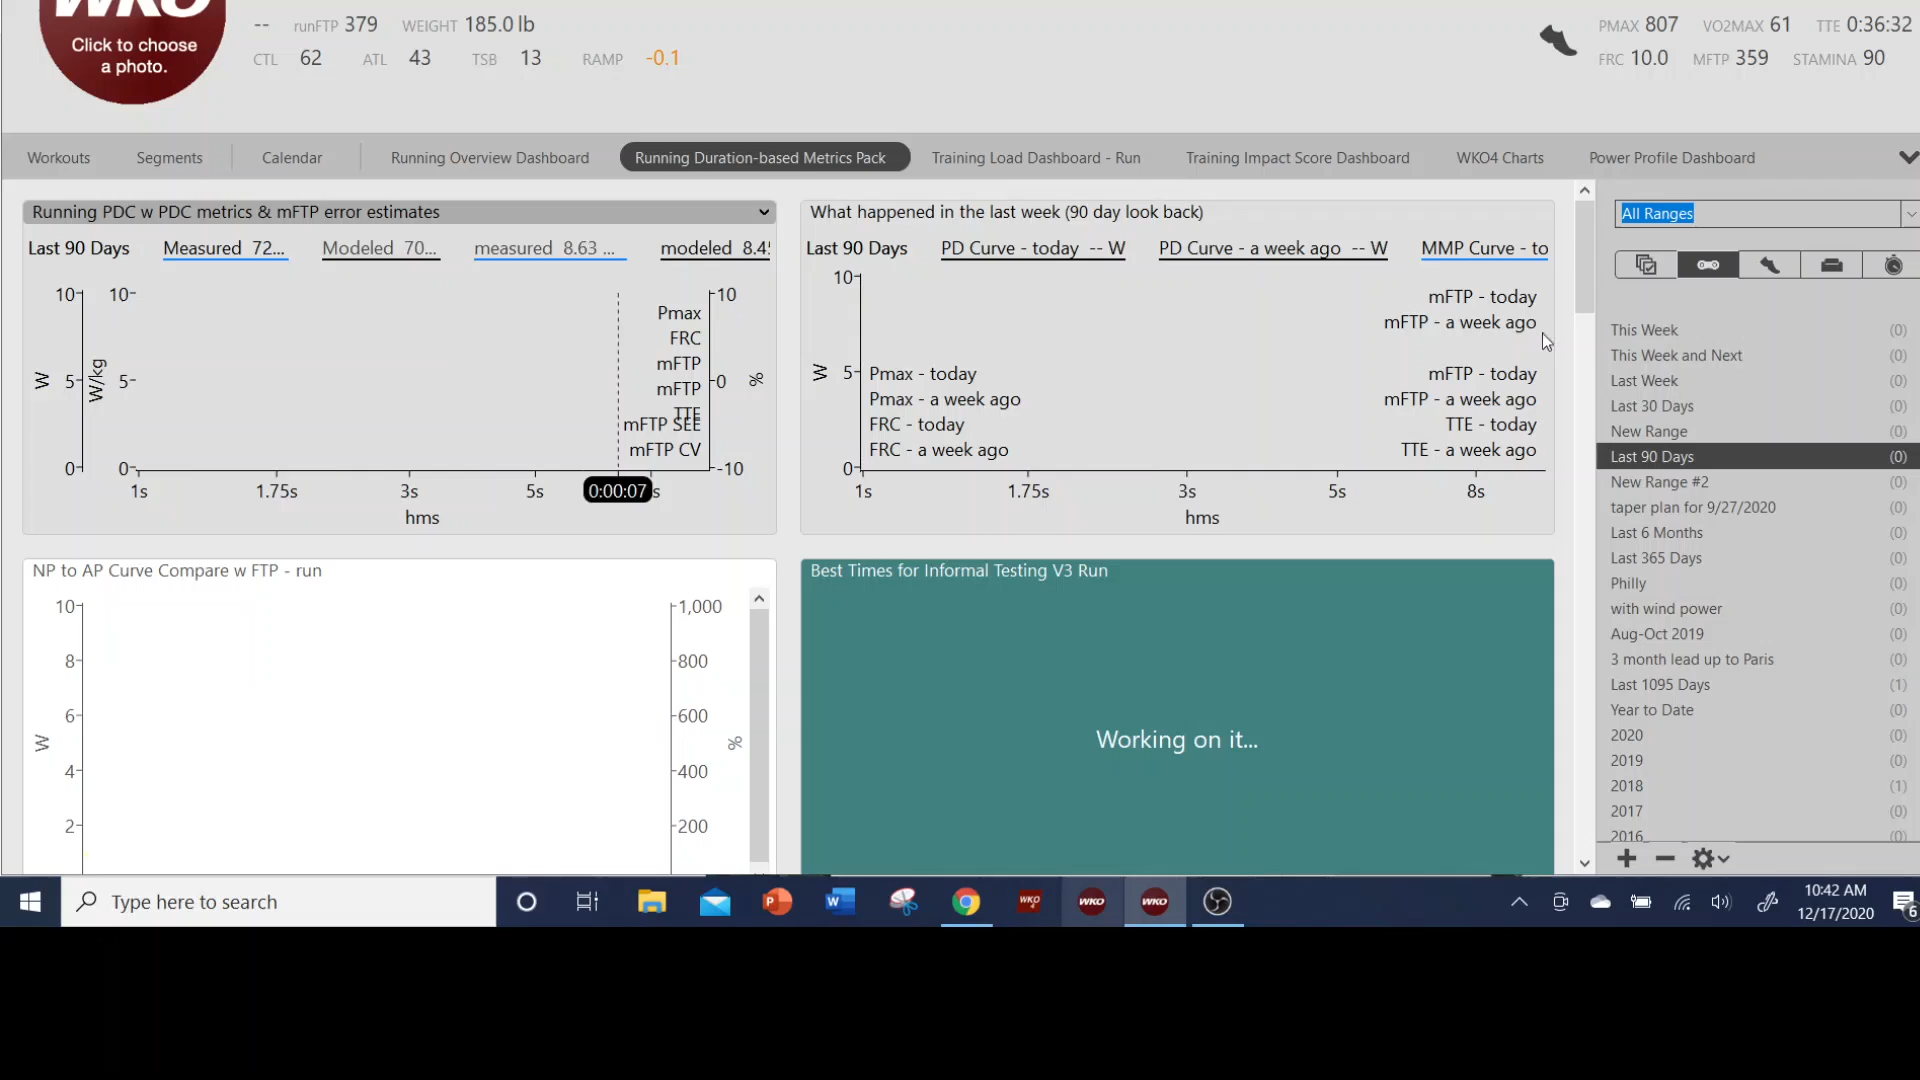 WKO
Click to choose
a photo.
-- runFTP 379 WEIGHT 185.0 lb
CTL 62 ATL 43 TSB 13 RAMP -0.1
PMAX 807 VO2MAX 61 TTE 0:36:32
FRC 10.0 MFTP 359 STAMINA 90
Workouts Segments Calendar Running Overview Dashboard Running Duration-based Metrics Pack Training Load Dashboard - Run Training Impact Score Dashboard WKO4 Charts Power Profile Dashboard
Running PDC w PDC metrics & mFTP error estimates
Last 90 Days Measured 72... Modeled 70... measured 8.63 ... modeled 8.4
10 10 10
Pmax
FRC
mFTP
W 5 W/kg 5 0 %
mFTP
TTE
mFTP SEE
mFTP CV
0 0 -10
1s 1.75s 3s 5s 0:00:07 s
hms
What happened in the last week (90 day look back)
Last 90 Days PD Curve - today -- W PD Curve - a week ago -- W MMP Curve - to
10
mFTP - today
mFTP - a week ago
W 5
Pmax - today mFTP - today
Pmax - a week ago mFTP - a week ago
FRC - today TTE - today
FRC - a week ago TTE - a week ago
0
1s 1.75s 3s 5s 8s
hms
NP to AP Curve Compare w FTP - run
10 1,000
8 800
6 600
W %
4 400
2 200
Best Times for Informal Testing V3 Run
Working on it...
All Ranges
This Week (0)
This Week and Next (0)
Last Week (0)
Last 30 Days (0)
New Range (0)
Last 90 Days (0)
New Range #2 (0)
taper plan for 9/27/2020 (0)
Last 6 Months (0)
Last 365 Days (0)
Philly (0)
with wind power (0)
Aug-Oct 2019 (0)
3 month lead up to Paris (0)
Last 1095 Days (1)
Year to Date (0)
2020 (0)
2019 (0)
2018 (1)
2017 (0)
2016 (0)
Type here to search
P W WKO 4 WKO WKO
10:42 AM
12/17/2020
6